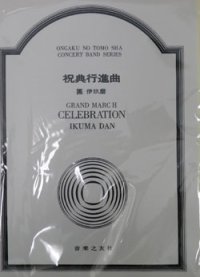 ONGAKU NO TOMO SHA
CONCERT BAND SERIES
祝典行進曲
團 伊玖磨
GRAND MARCH
CELEBRATION
IKUMA DAN
音楽之友社